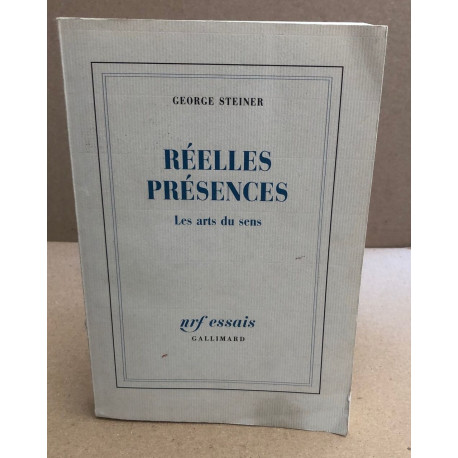 GEORGE STEINER
RÉELLES
PRÉSENCES
Les arts du sens
nrf essais
GALLIMARD